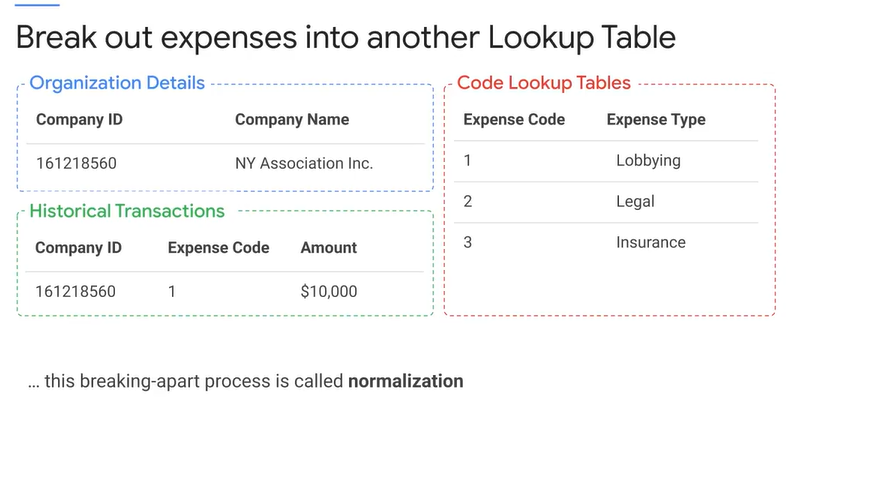 Break out expenses into another Lookup Table
Organization Details
Company ID Company Name
161218560 NY Association Inc.
Historical Transactions
Company ID Expense Code Amount
161218560 1 $10,000
Code Lookup Tables
Expense Code Expense Type
1 Lobbying
2 Legal
3 Insurance
... this breaking-apart process is called normalization